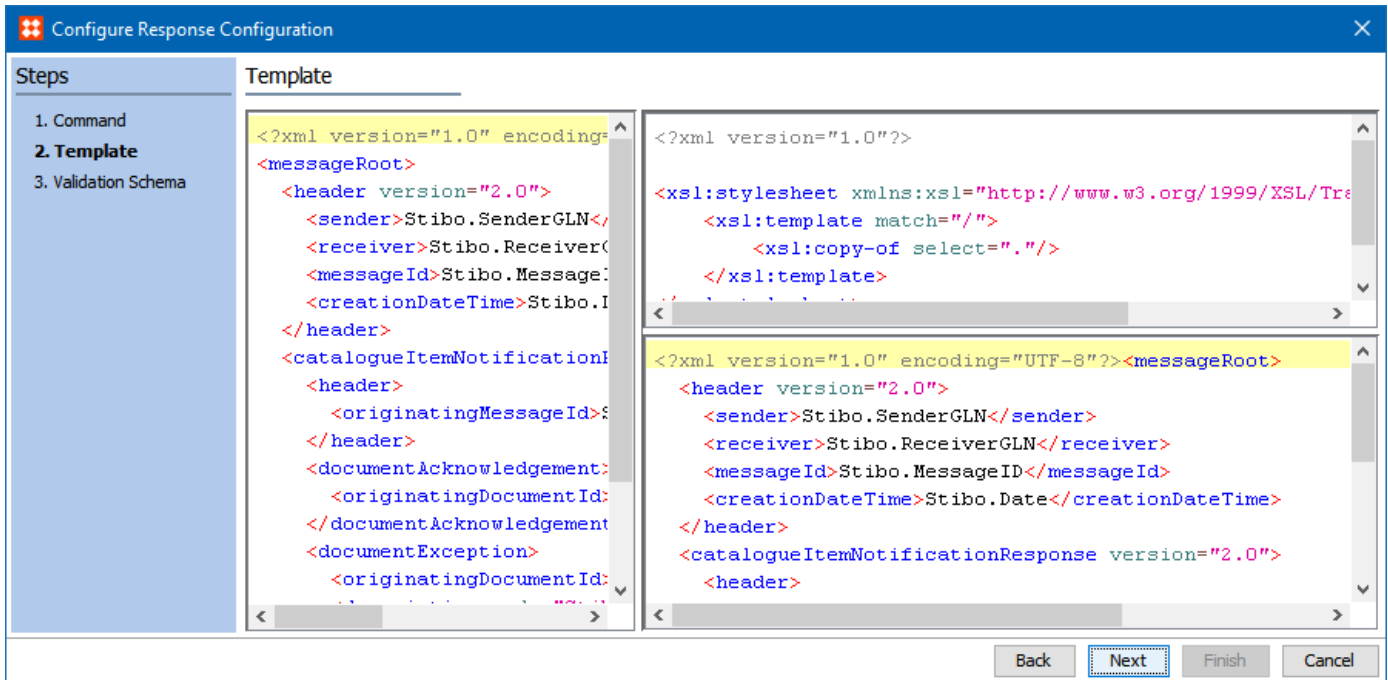 Configure Response Configuration
Steps
1. Command
2. Template
3. Validation Schema
Template
<?xml version="1.0" encoding=
<messageRoot>
<header version="2.0">
<sender>Stibo.SenderGLN</
<receiver>Stibo.Receiver
<messageId>Stibo.Message
<creationDateTime>Stibo.
</header>
<catalogueItemNotification
<header>
<originatingMessageId>
</header>
<documentAcknowledgement>
<originatingDocumentId>
</documentAcknowledgement
<documentException>
<originatingDocumentId>
<?xml version="1.0"?>
<xsl:stylesheet xmlns:xsl="http://www.w3.org/1999/XSL/Tra
<xsl:template match="/">
<xsl:copy-of select="."/>
</xsl:template>
<?xml version="1.0" encoding="UTF-8"?><messageRoot>
<header version="2.0">
<sender>Stibo.SenderGLN</sender>
<receiver>Stibo.ReceiverGLN</receiver>
<messageId>Stibo.MessageID</messageId>
<creationDateTime>Stibo.Date</creationDateTime>
</header>
<catalogueItemNotificationResponse version="2.0">
<header>
Back
Next
Finish
Cancel